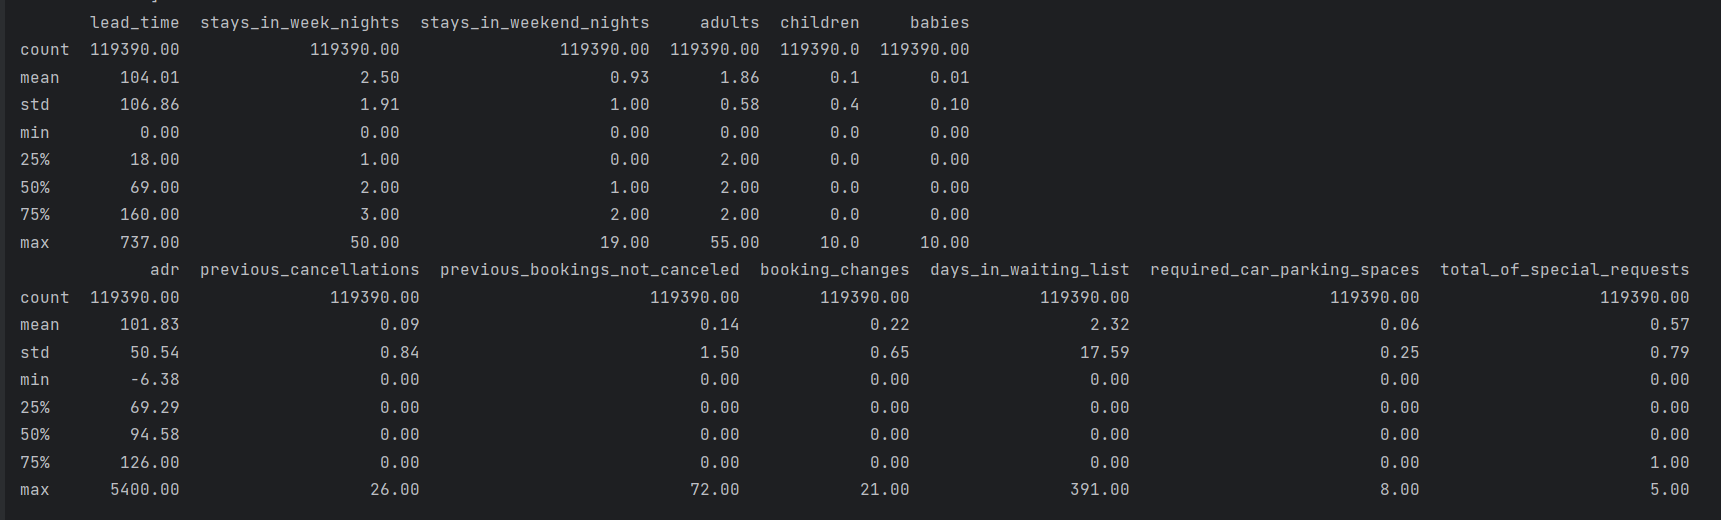 lead_time stays_in_week_nights stays_in_weekend_nights adults children babies
count 119390.00 119390.00 119390.00 119390.00 119390.0 119390.00
mean 104.01 2.50 0.93 1.86 0.1 0.01
std 106.86 1.91 1.00 0.58 0.4 0.10
min 0.00 0.00 0.00 0.00 0.0 0.00
25% 18.00 1.00 0.00 2.00 0.0 0.00
50% 69.00 2.00 1.00 2.00 0.0 0.00
75% 160.00 3.00 2.00 2.00 0.0 0.00
max 737.00 50.00 19.00 55.00 10.0 10.00
adr previous_cancellations previous_bookings_not_canceled booking_changes days_in_waiting_list required_car_parking_spaces total_of_special_requests
count 119390.00 119390.00 119390.00 119390.00 119390.00 119390.00 119390.00
mean 101.83 0.09 0.14 0.22 2.32 0.06 0.57
std 50.54 0.84 1.50 0.65 17.59 0.25 0.79
min -6.38 0.00 0.00 0.00 0.00 0.00 0.00
25% 69.29 0.00 0.00 0.00 0.00 0.00 0.00
50% 94.58 0.00 0.00 0.00 0.00 0.00 0.00
75% 126.00 0.00 0.00 0.00 0.00 0.00 1.00
max 5400.00 26.00 72.00 21.00 391.00 8.00 5.00